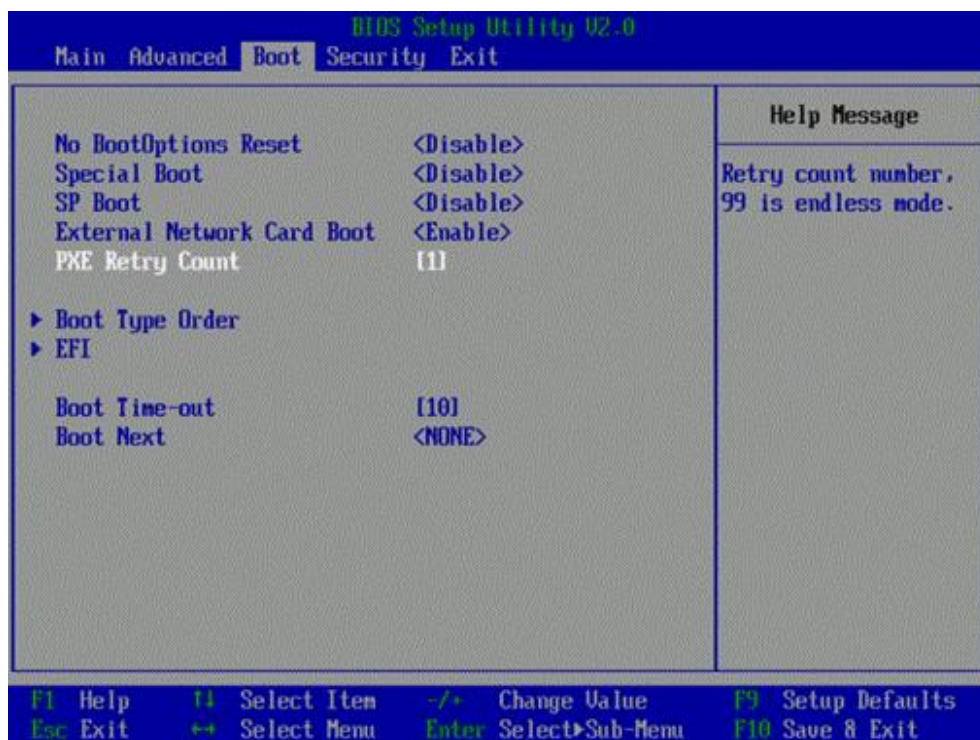 BIOS Setup Utility V2.0
Main Advanced Boot Security Exit
No BootOptions Reset <Disable>
Special Boot <Disable>
SP Boot <Disable>
External Network Card Boot <Enable>
PXE Retry Count [1]
▶ Boot Type Order
▶ EFI
Boot Time-out [10]
Boot Next <NONE>
Help Message
Retry count number,
99 is endless mode.
F1 Help ↑↓ Select Item -/+ Change Value F9 Setup Defaults
Esc Exit ←→ Select Menu Enter Select▶Sub-Menu F10 Save & Exit